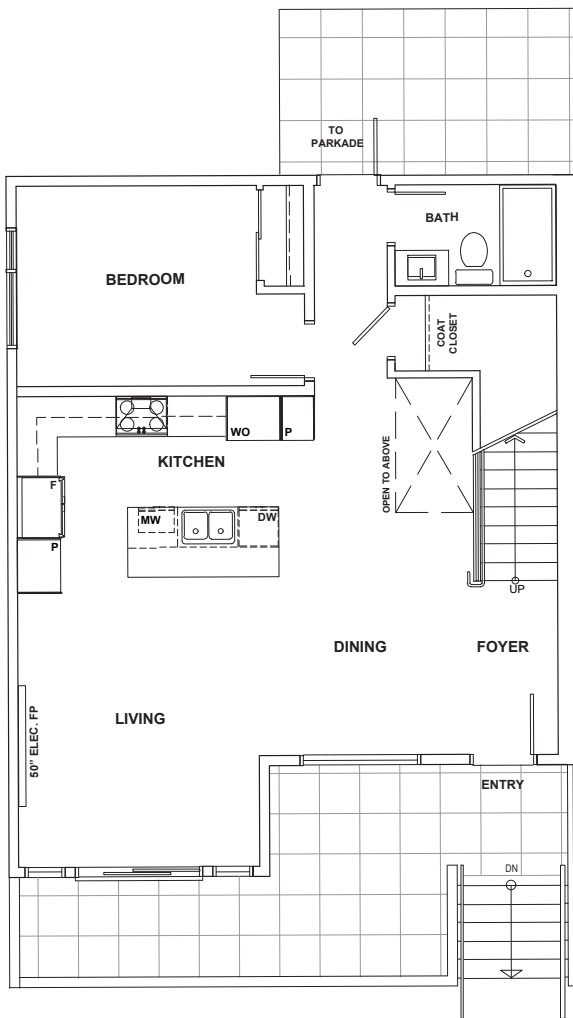 TO
PARKADE
BATH
BEDROOM
COAT
CLOSET
WO
P
OPEN TO ABOVE
KITCHEN
F
MW
DW
P
UP
DINING
FOYER
LIVING
50" ELEC. FP
ENTRY
DN